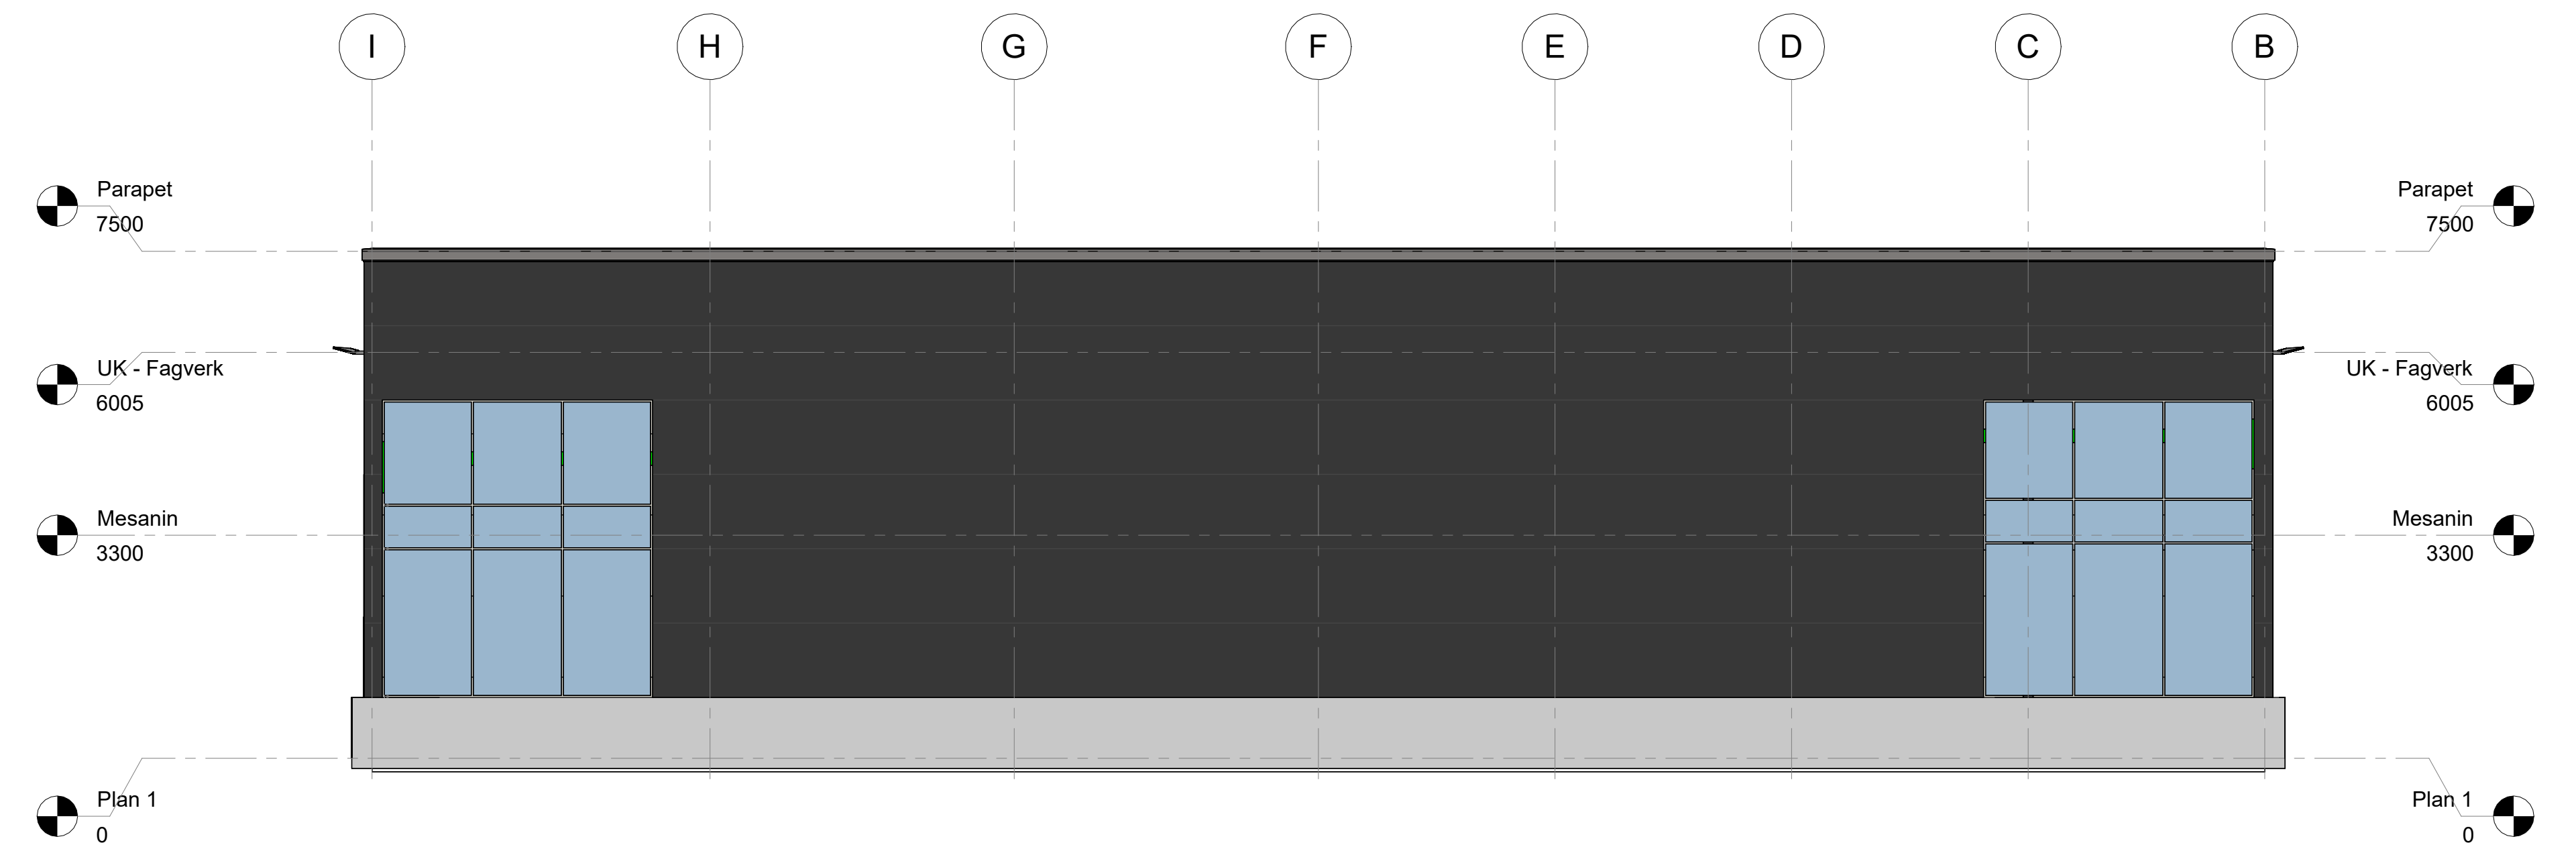 I H G F E D C B
Parapet Parapet
7500 7500
UK - Fagverk UK - Fagverk
6005 6005
Mesanin Mesanin
3300 3300
Plan 1 Plan 1
0 0